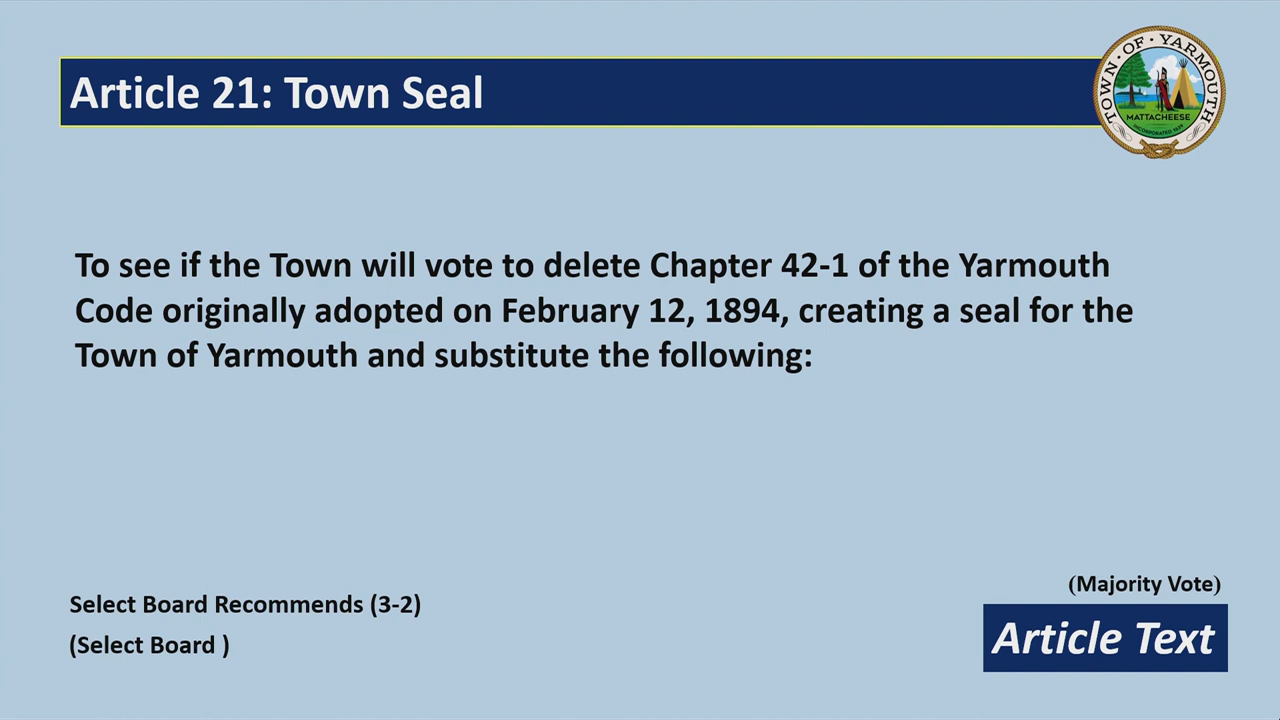 Article 21: Town Seal
TOWN · OF · YARMOUTH
MATTACHEESE
To see if the Town will vote to delete Chapter 42-1 of the Yarmouth
Code originally adopted on February 12, 1894, creating a seal for the
Town of Yarmouth and substitute the following:
(Majority Vote)
Select Board Recommends (3-2)
(Select Board )
Article Text